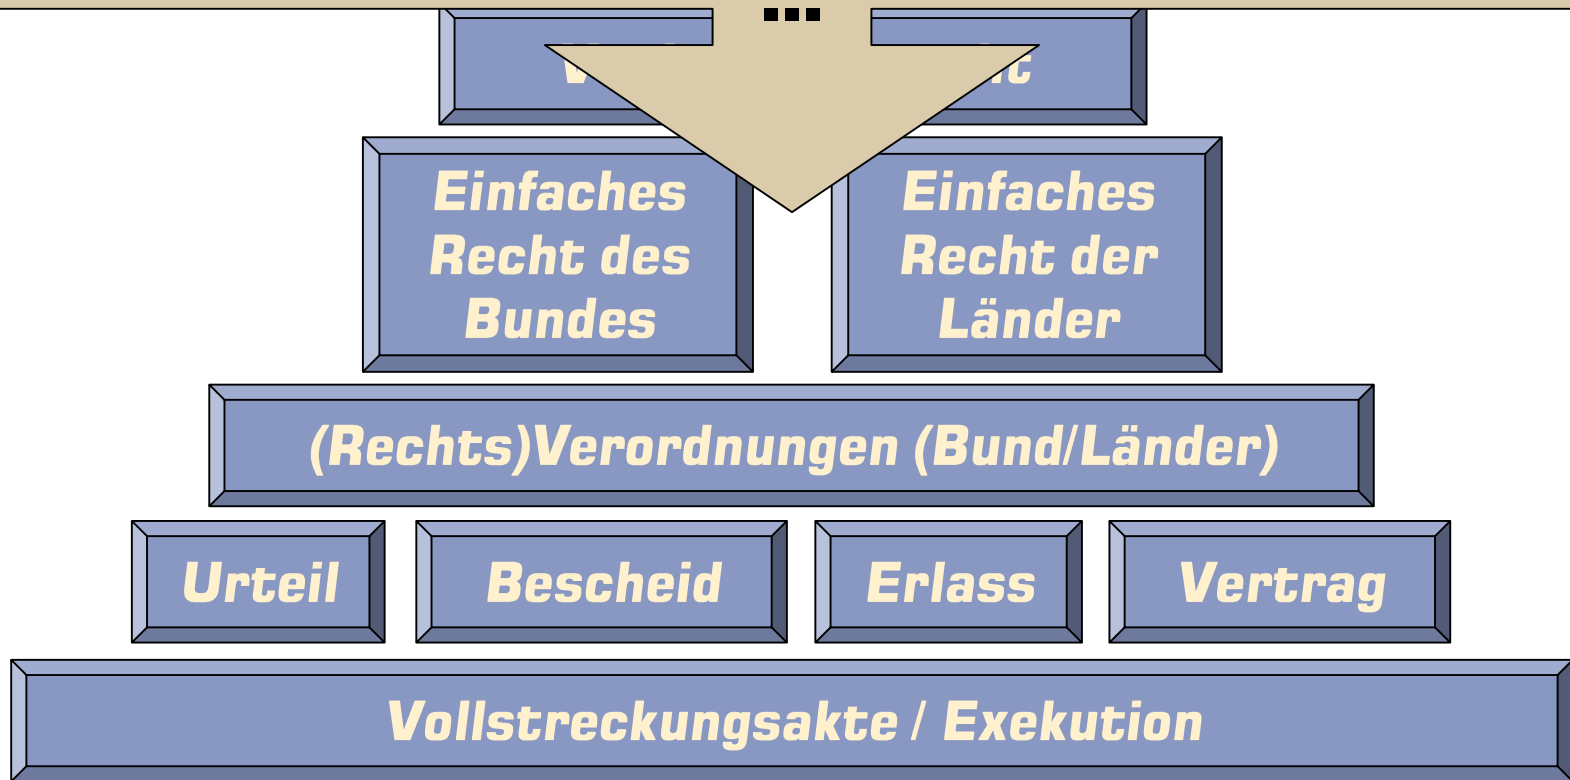 ...
Einfaches
Recht des
Bundes
Einfaches
Recht der
Länder
(Rechts)Verordnungen (Bund/Länder)
Urteil
Bescheid
Erlass
Vertrag
Vollstreckungsakte / Exekution